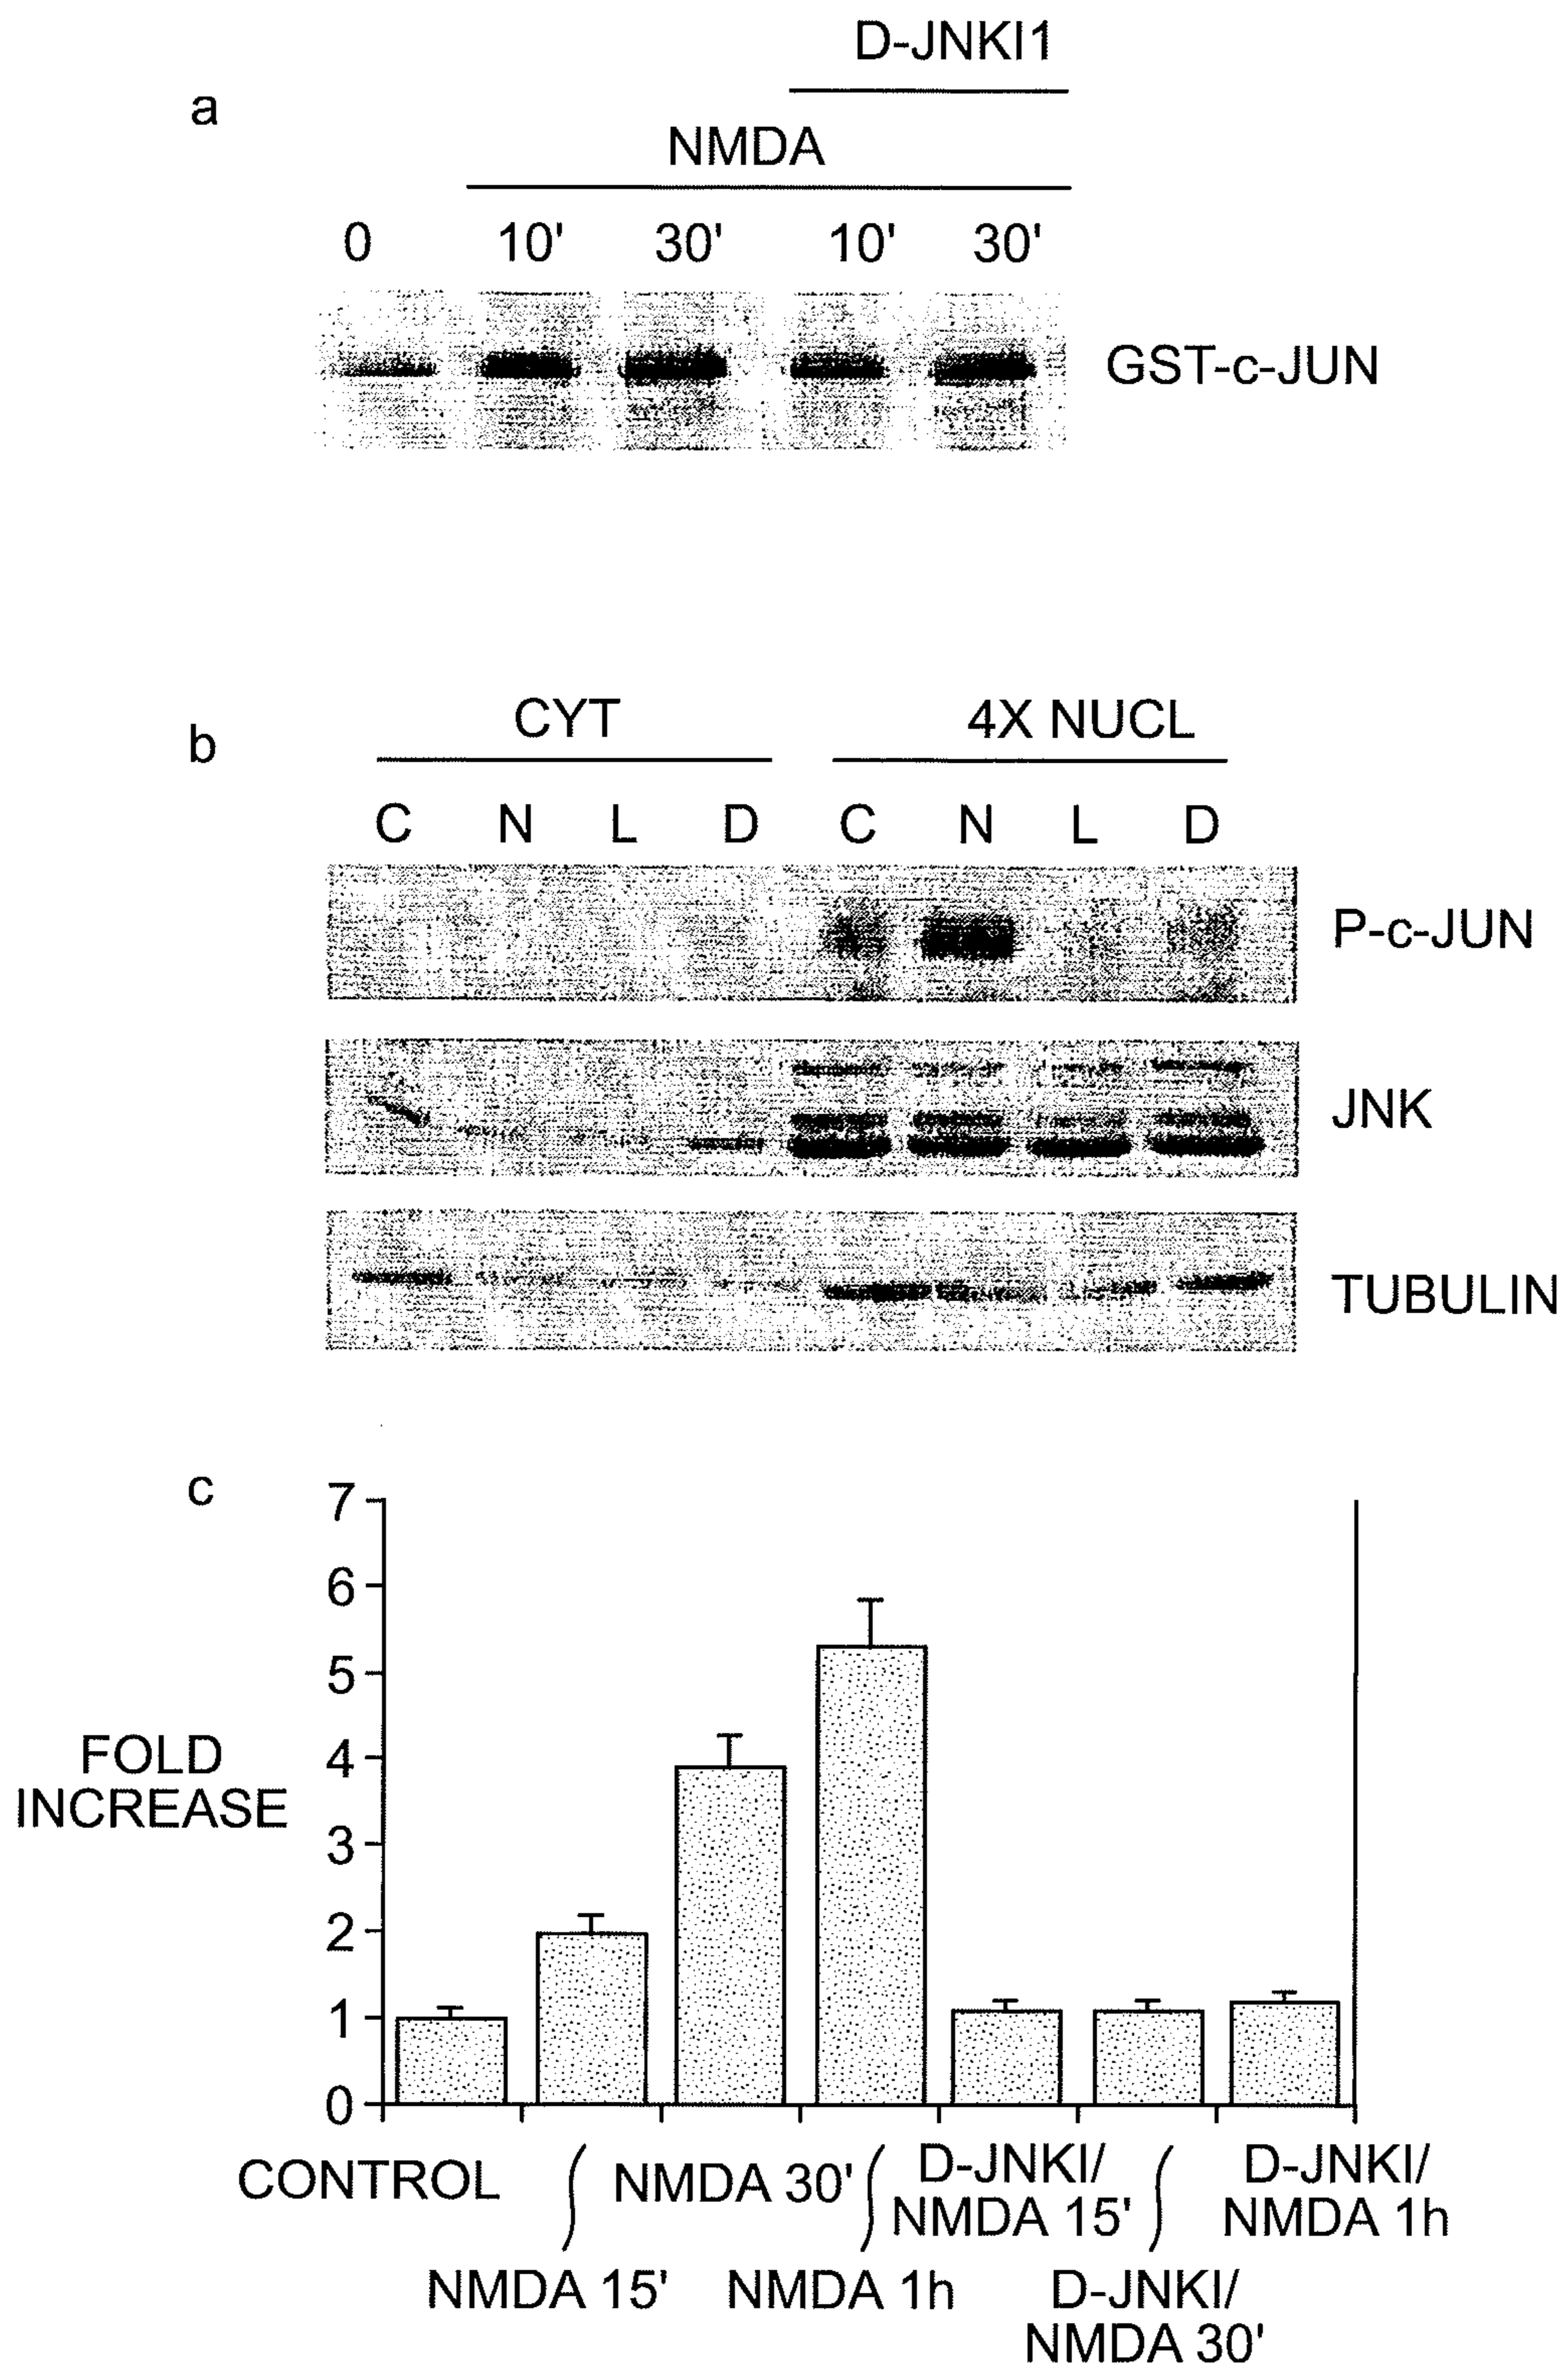 D-JNKI1
a
NMDA
0 10' 30' 10' 30'
GST-c-JUN
b
CYT 4X NUCL
C N L D C N L D
P-c-JUN
JNK
TUBULIN
c
7
6
5
4
3
2
1
0
FOLD
INCREASE
CONTROL
NMDA 15'
NMDA 30'
NMDA 1h
D-JNKI/
NMDA 15'
D-JNKI/
NMDA 30'
D-JNKI/
NMDA 1h